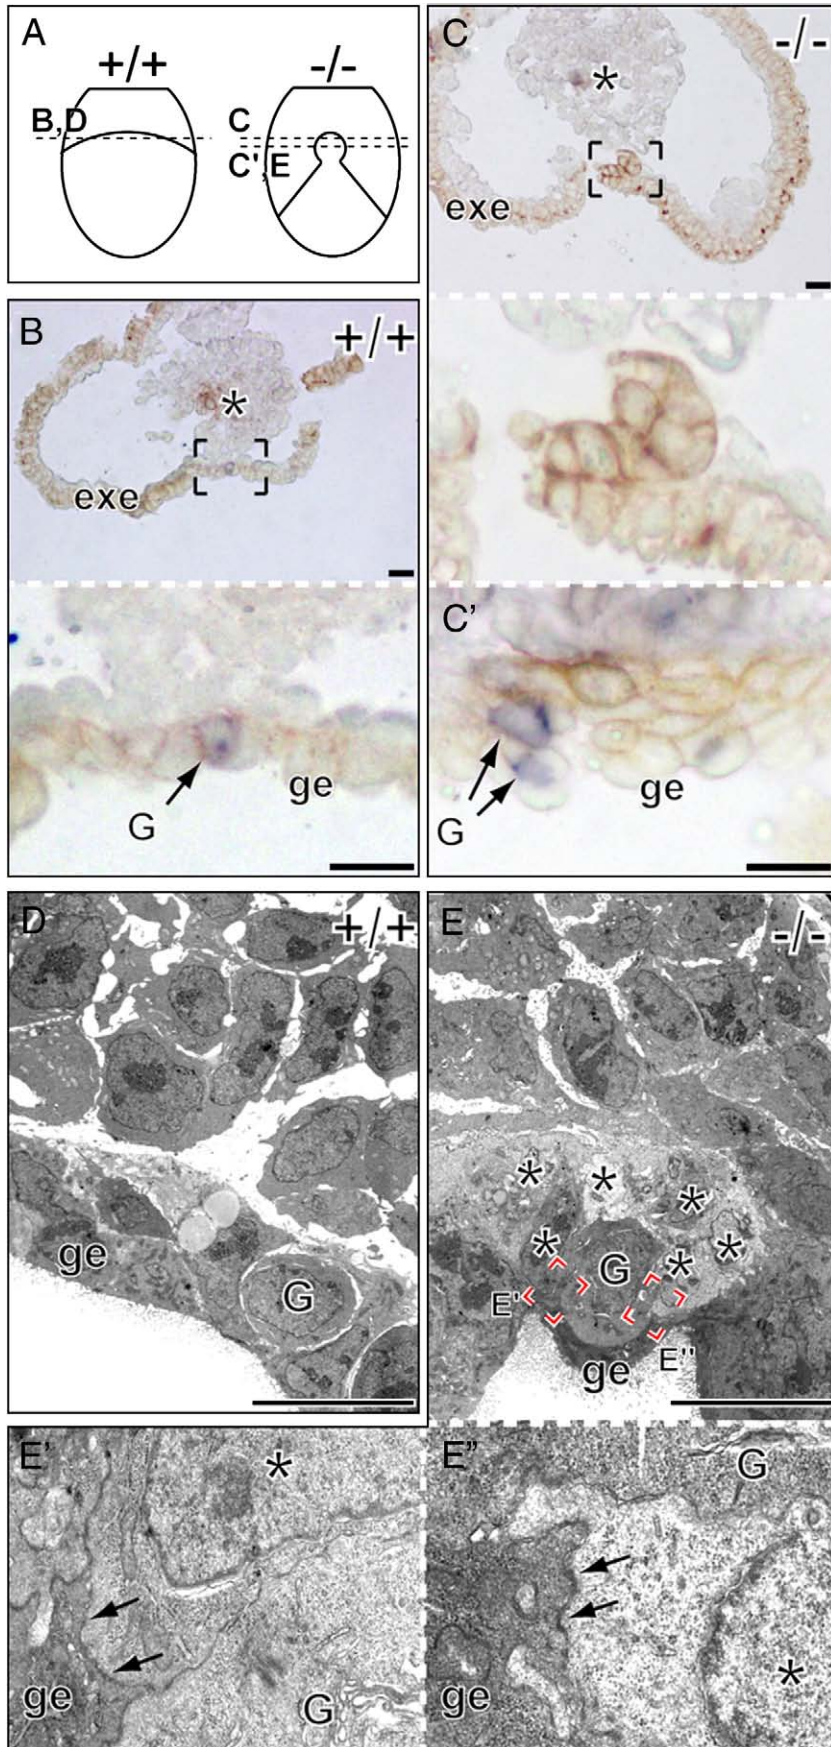 A
+/+
-/-
B,D
C
C', E
B
+/+
*
exe
G
ge
C
-/-
*
exe
C'
G
ge
D
+/+
ge
G
E
-/-
* * *
* G * *
E'
E"
ge
E'
*
ge
G
E"
G
ge
*